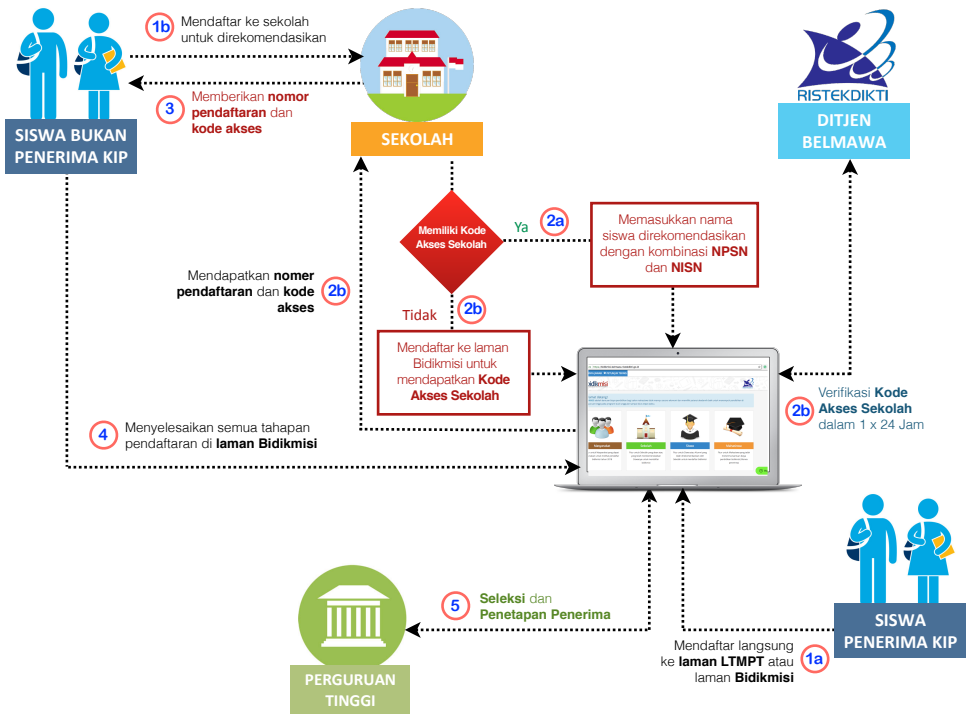 1b
Mendaftar ke sekolah
untuk direkomendasikan
3
Memberikan nomor
pendaftaran dan
kode akses
SISWA BUKAN
PENERIMA KIP
SEKOLAH
RISTEKDIKTI
DITJEN
BELMAWA
Memiliki Kode
Akses Sekolah
Ya
2a
Memasukkan nama
siswa direkomendasikan
dengan kombinasi NPSN
dan NISN
Mendapatkan nomer
pendaftaran dan kode
akses
2b
Tidak
2b
Mendaftar ke laman
Bidikmisi untuk
mendapatkan Kode
Akses Sekolah
bidikmisi
2b
Verifikasi Kode
Akses Sekolah
dalam 1 x 24 Jam
4
Menyelesaikan semua tahapan
pendaftaran di laman Bidikmisi
5
Seleksi dan
Penetapan Penerima
PERGURUAN
TINGGI
Mendaftar langsung
ke laman LTMPT atau
laman Bidikmisi
1a
SISWA
PENERIMA KIP